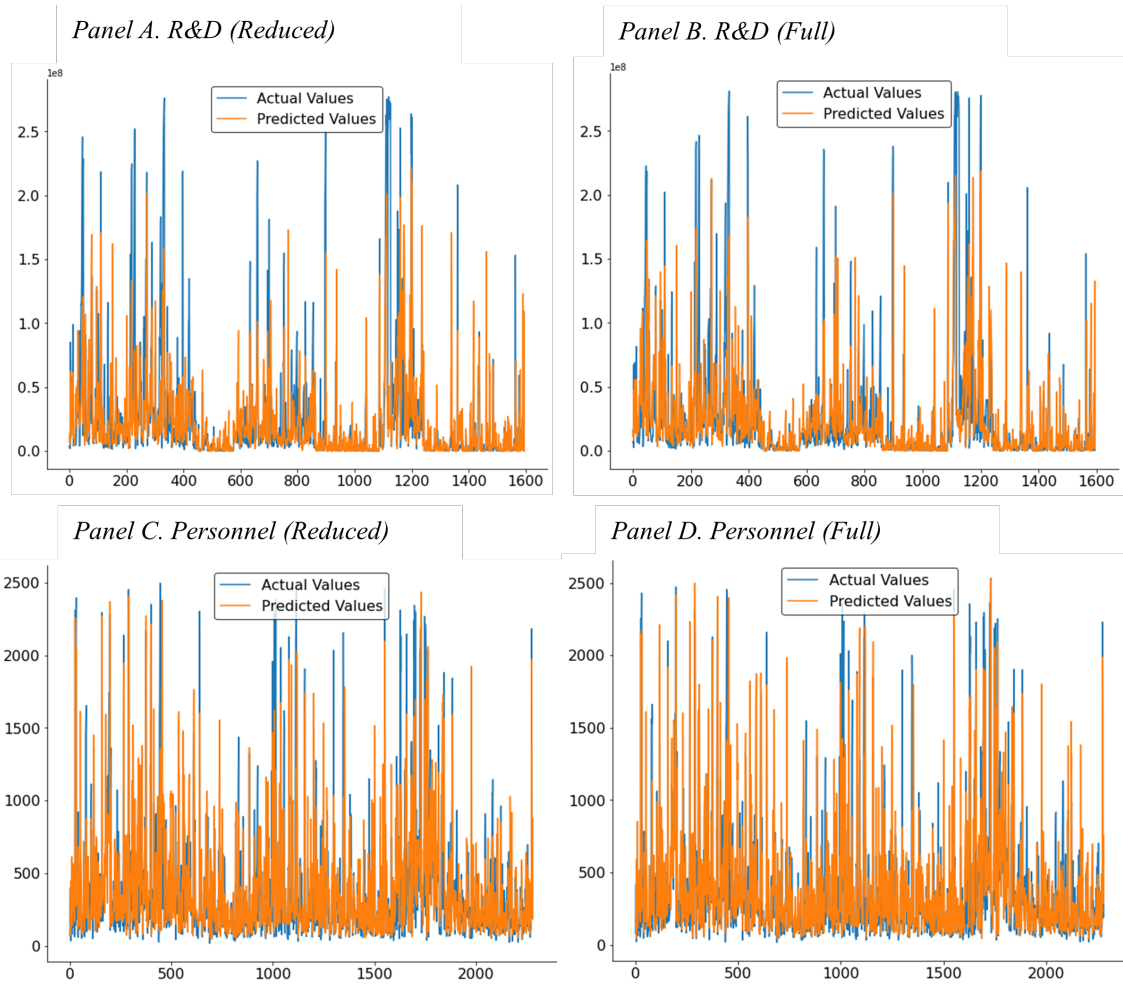 Panel A. R&D (Reduced)
1e8
Actual Values
Predicted Values
2.5
2.0
1.5
1.0
0.5
0.0
0 200 400 600 800 1000 1200 1400 1600
Panel B. R&D (Full)
1e8
Actual Values
Predicted Values
2.5
2.0
1.5
1.0
0.5
0.0
0 200 400 600 800 1000 1200 1400 1600
Panel C. Personnel (Reduced)
Actual Values
Predicted Values
2500
2000
1500
1000
500
0
0 500 1000 1500 2000
Panel D. Personnel (Full)
Actual Values
Predicted Values
2500
2000
1500
1000
500
0
0 500 1000 1500 2000